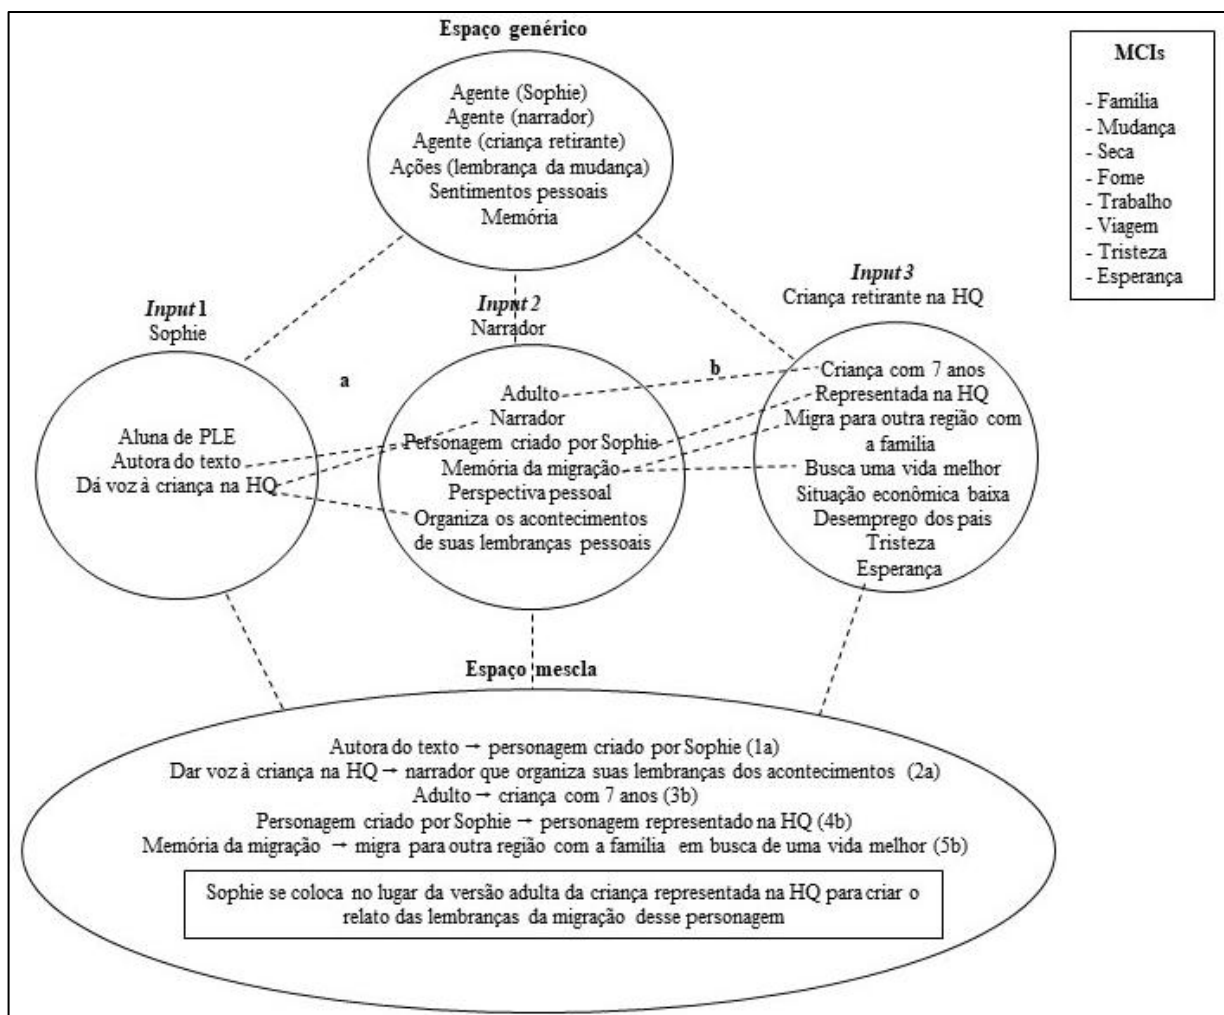 Espaço genérico
Agente (Sophie)
Agente (narrador)
Agente (criança retirante)
Ações (lembrança da mudança)
Sentimentos pessoais
Memória
MCIs
- Família
- Mudança
- Seca
- Fome
- Trabalho
- Viagem
- Tristeza
- Esperança
Input 1
Sophie
a
Aluna de PLE
Autora do texto
Dá voz à criança na HQ
Input 2
Narrador
Adulto
Narrador
Personagem criado por Sophie
Memória da migração
Perspectiva pessoal
Organiza os acontecimentos
de suas lembranças pessoais
b
Input 3
Criança retirante na HQ
Criança com 7 anos
Representada na HQ
Migra para outra região com
a família
Busca uma vida melhor
Situação econômica baixa
Desemprego dos pais
Tristeza
Esperança
Espaço mescla
Autora do texto → personagem criado por Sophie (1a)
Dar voz à criança na HQ → narrador que organiza suas lembranças dos acontecimentos (2a)
Adulto → criança com 7 anos (3b)
Personagem criado por Sophie → personagem representado na HQ (4b)
Memória da migração → migra para outra região com a família em busca de uma vida melhor (5b)
Sophie se coloca no lugar da versão adulta da criança representada na HQ para criar o
relato das lembranças da migração desse personagem